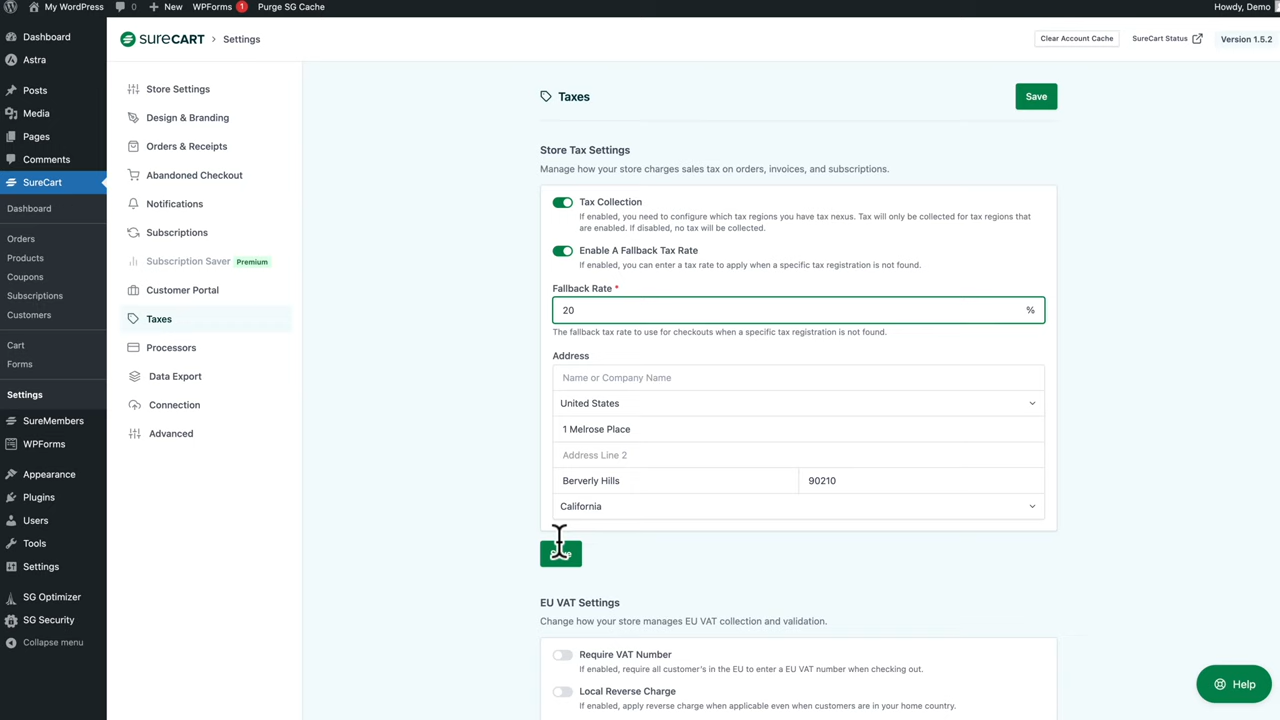 My WordPress 0 New WPForms 1 Purge SG Cache Howdy, Demo
Dashboard
Astra
Posts
Media
Pages
Comments
SureCart
Dashboard
Orders
Products
Coupons
Subscriptions
Customers
Cart
Forms
Settings
SureMembers
WPForms
Appearance
Plugins
Users
Tools
Settings
SG Optimizer
SG Security
Collapse menu
SURECART > Settings
Clear Account Cache SureCart Status Version 1.5.2
Store Settings
Design & Branding
Orders & Receipts
Abandoned Checkout
Notifications
Subscriptions
Subscription Saver Premium
Customer Portal
Taxes
Processors
Data Export
Connection
Advanced
Taxes Save
Store Tax Settings
Manage how your store charges sales tax on orders, invoices, and subscriptions.
Tax Collection
If enabled, you need to configure which tax regions you have tax nexus. Tax will only be collected for tax regions that
are enabled. If disabled, no tax will be collected.
Enable A Fallback Tax Rate
If enabled, you can enter a tax rate to apply when a specific tax registration is not found.
Fallback Rate *
20 %
The fallback tax rate to use for checkouts when a specific tax registration is not found.
Address
Name or Company Name
United States
1 Melrose Place
Address Line 2
Berverly Hills 90210
California
EU VAT Settings
Change how your store manages EU VAT collection and validation.
Require VAT Number
If enabled, require all customer's in the EU to enter a EU VAT number when checking out.
Local Reverse Charge
If enabled, apply reverse charge when applicable even when customers are in your home country.
Help